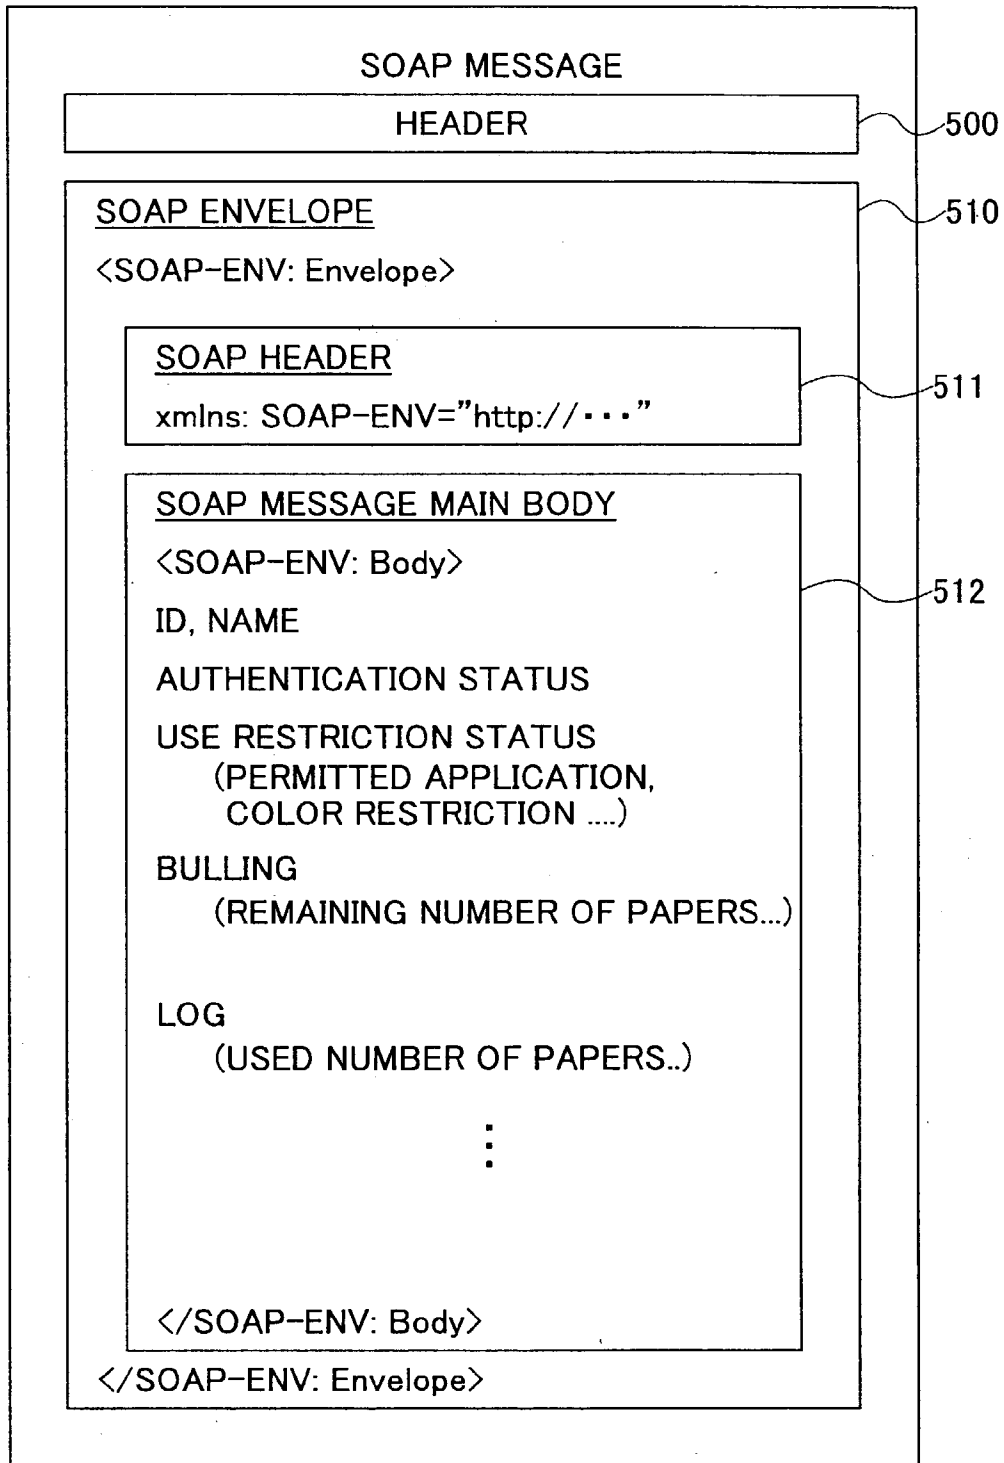 SOAP MESSAGE
HEADER
500
SOAP ENVELOPE
510
<SOAP-ENV: Envelope>
SOAP HEADER
511
xmlns: SOAP-ENV="http://･･･"
SOAP MESSAGE MAIN BODY
<SOAP-ENV: Body>
512
ID, NAME
AUTHENTICATION STATUS
USE RESTRICTION STATUS
(PERMITTED APPLICATION,
COLOR RESTRICTION ....)
BULLING
(REMAINING NUMBER OF PAPERS...)
LOG
(USED NUMBER OF PAPERS..)
⋮
</SOAP-ENV: Body>
</SOAP-ENV: Envelope>